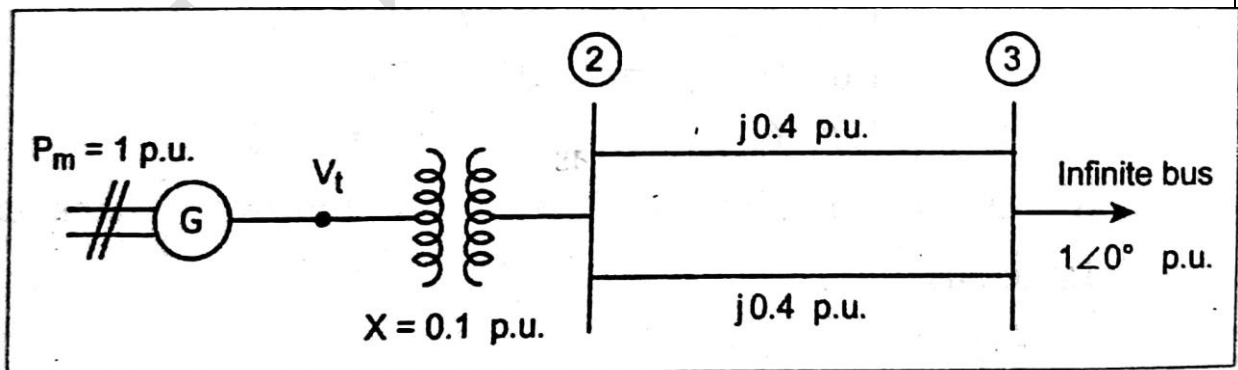 2
3
j0.4 p.u.
P_m = 1 p.u.
V_t
Infinite bus
G
1∠0° p.u.
j0.4 p.u.
X = 0.1 p.u.